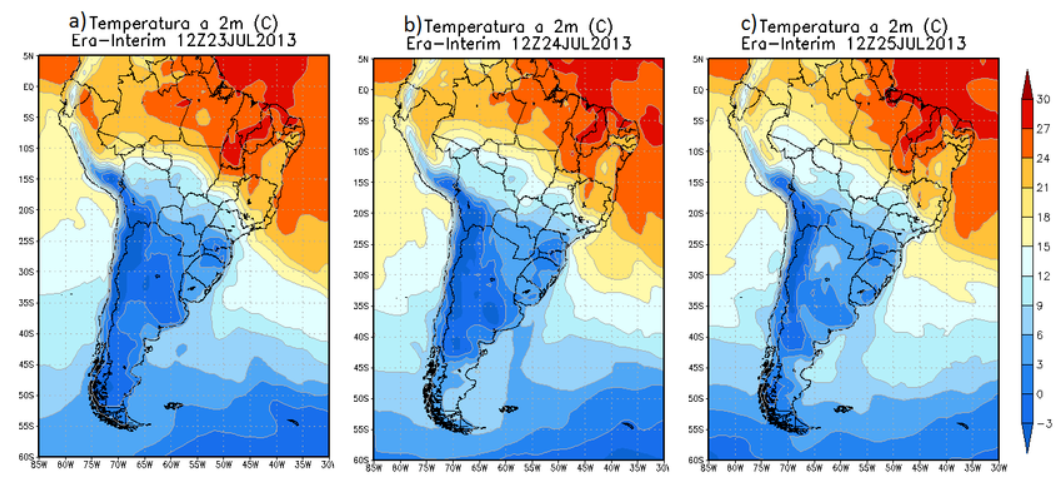 a) Temperatura a 2m (C)
Era-Interim 12Z23JUL2013
5N
EQ
5S
10S
15S
20S
25S
30S
35S
40S
45S
50S
55S
60S
85W 80W 75W 70W 65W 60W 55W 50W 45W 40W 35W 30W
b) Temperatura a 2m (C)
Era-Interim 12Z24JUL2013
5N
EQ
5S
10S
15S
20S
25S
30S
35S
40S
45S
50S
55S
60S
85W 80W 75W 70W 65W 60W 55W 50W 45W 40W 35W 30W
c) Temperatura a 2m (C)
Era-Interim 12Z25JUL2013
5N
EQ
5S
10S
15S
20S
25S
30S
35S
40S
45S
50S
55S
60S
85W 80W 75W 70W 65W 60W 55W 50W 45W 40W 35W 30W
30
27
24
21
18
15
12
9
6
3
0
-3